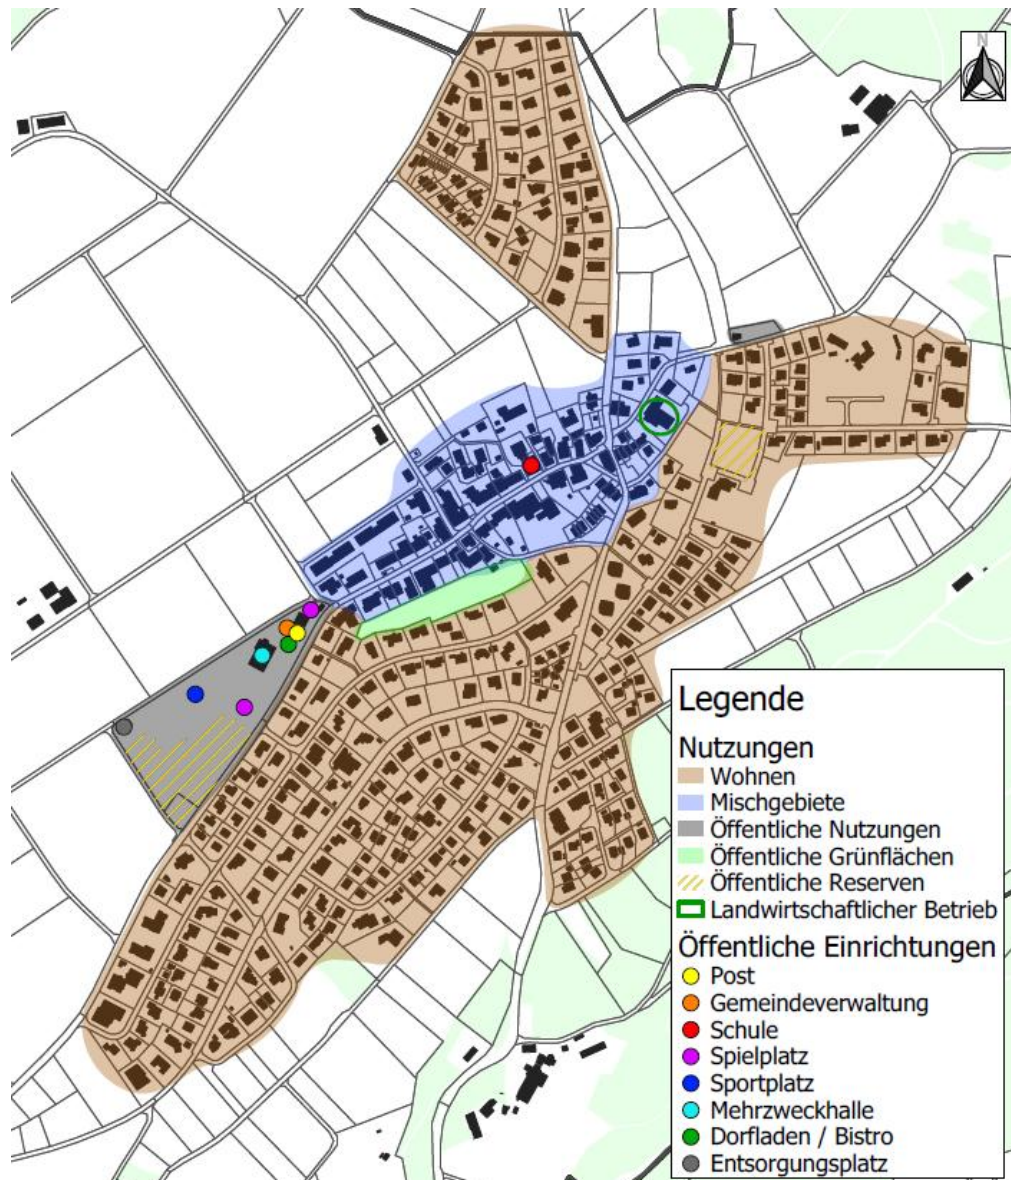 N
Legende
Nutzungen
Wohnen
Mischgebiete
Öffentliche Nutzungen
Öffentliche Grünflächen
Öffentliche Reserven
Landwirtschaftlicher Betrieb
Öffentliche Einrichtungen
Post
Gemeindeverwaltung
Schule
Spielplatz
Sportplatz
Mehrzweckhalle
Dorfladen / Bistro
Entsorgungsplatz